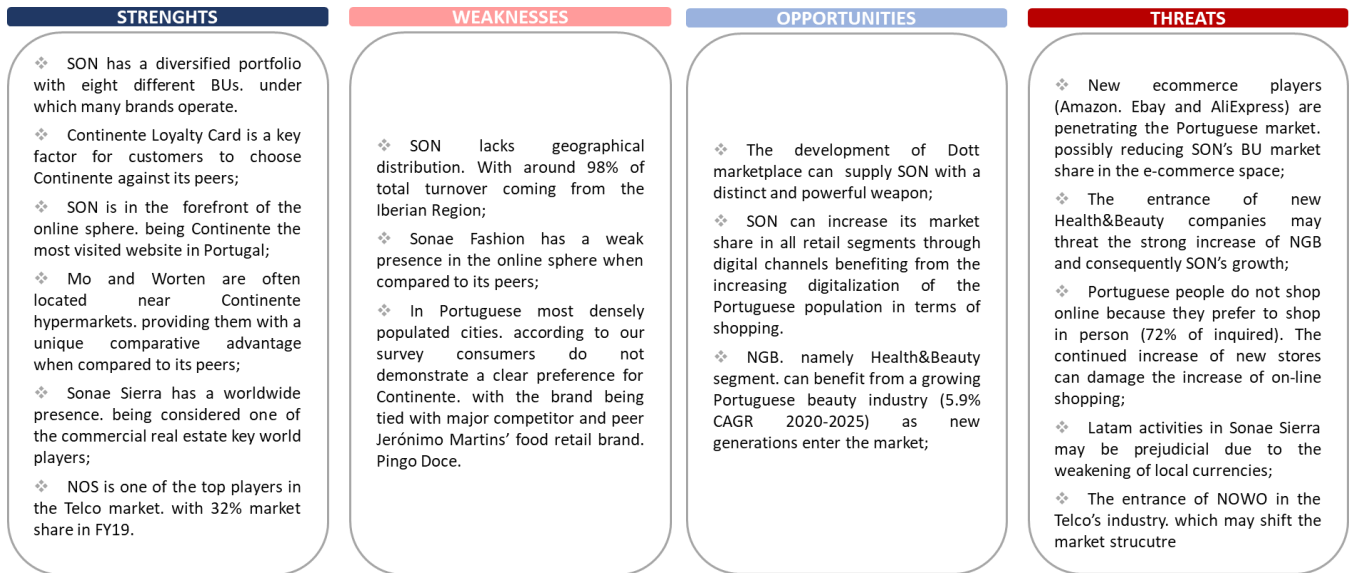 STRENGHTS
❖ SON has a diversified portfolio
with eight different BUs. under
which many brands operate.
❖ Continente Loyalty Card is a key
factor for customers to choose
Continente against its peers;
❖ SON is in the forefront of the
online sphere. being Continente the
most visited website in Portugal;
❖ Mo and Worten are often
located near Continente
hypermarkets. providing them with a
unique comparative advantage
when compared to its peers;
❖ Sonae Sierra has a worldwide
presence. being considered one of
the commercial real estate key world
players;
❖ NOS is one of the top players in
the Telco market. with 32% market
share in FY19.
WEAKNESSES
❖ SON lacks geographical
distribution. With around 98% of
total turnover coming from the
Iberian Region;
❖ Sonae Fashion has a weak
presence in the online sphere when
compared to its peers;
❖ In Portuguese most densely
populated cities. according to our
survey consumers do not
demonstrate a clear preference for
Continente. with the brand being
tied with major competitor and peer
Jerónimo Martins’ food retail brand.
Pingo Doce.
OPPORTUNITIES
❖ The development of Dott
marketplace can supply SON with a
distinct and powerful weapon;
❖ SON can increase its market
share in all retail segments through
digital channels benefiting from the
increasing digitalization of the
Portuguese population in terms of
shopping.
❖ NGB. namely Health&Beauty
segment. can benefit from a growing
Portuguese beauty industry (5.9%
CAGR 2020-2025) as new
generations enter the market;
THREATS
❖ New ecommerce players
(Amazon. Ebay and AliExpress) are
penetrating the Portuguese market.
possibly reducing SON’s BU market
share in the e-commerce space;
❖ The entrance of new
Health&Beauty companies may
threat the strong increase of NGB
and consequently SON’s growth;
❖ Portuguese people do not shop
online because they prefer to shop
in person (72% of inquired). The
continued increase of new stores
can damage the increase of on-line
shopping;
❖ Latam activities in Sonae Sierra
may be prejudicial due to the
weakening of local currencies;
❖ The entrance of NOWO in the
Telco’s industry. which may shift the
market strucutre